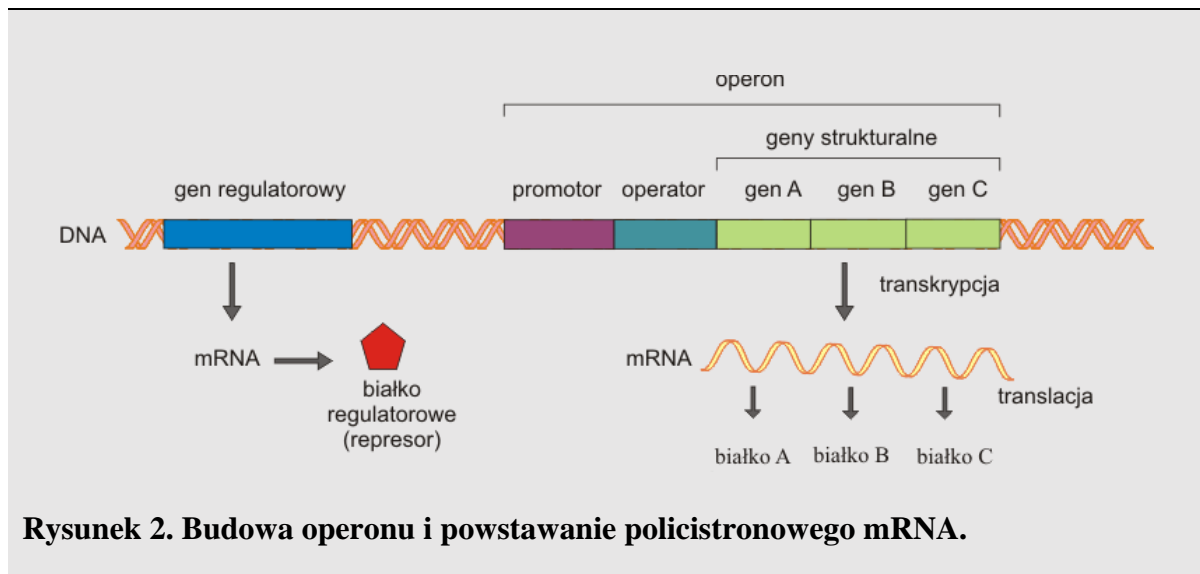 operon
geny strukturalne
gen regulatorowy
promotor
operator
gen A
gen B
gen C
DNA
transkrypcja
mRNA
białko
regulatorowe
(represor)
mRNA
translacja
białko A
białko B
białko C
Rysunek 2. Budowa operonu i powstawanie policistronowego mRNA.